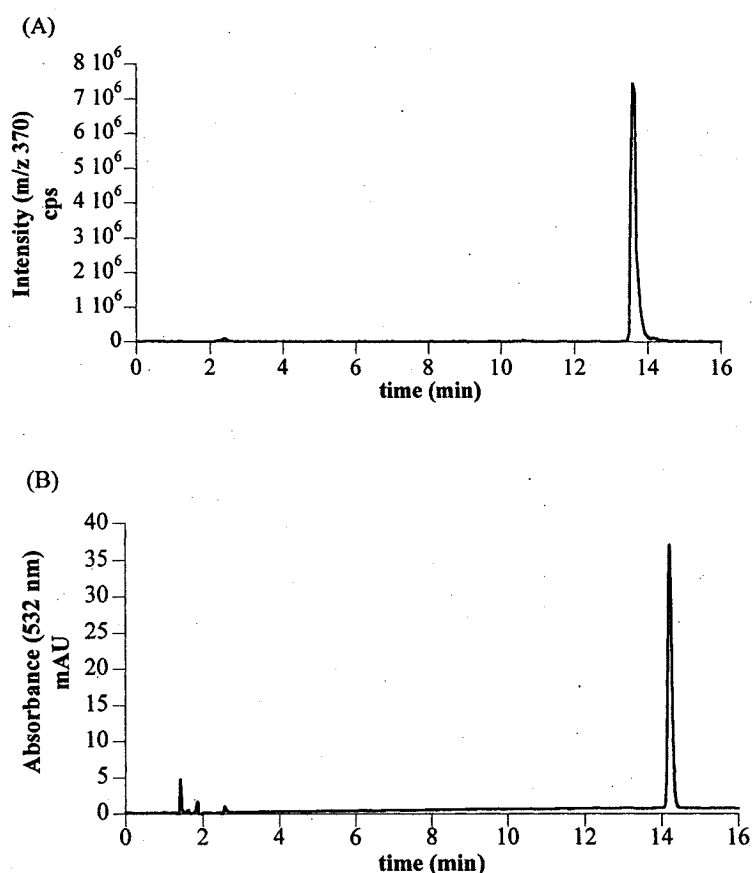 (A)
Intensity (m/z 370)
cps
8 10⁶
7 10⁶
6 10⁶
5 10⁶
4 10⁶
3 10⁶
2 10⁶
1 10⁶
0
0 2 4 6 8 10 12 14 16
time (min)
(B)
Absorbance (532 nm)
mAU
40
35
30
25
20
15
10
5
0
0 2 4 6 8 10 12 14 16
time (min)